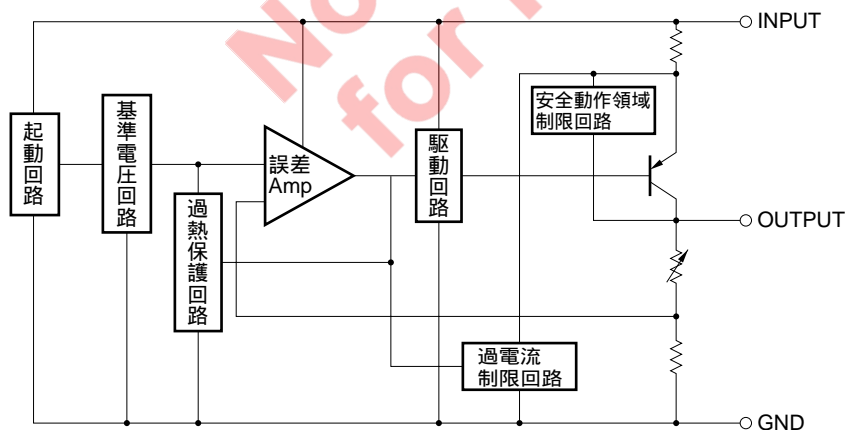 No
for
INPUT
安全動作領域
制限回路
起動回路
基準電圧回路
誤差
Amp
駆動回路
過熱保護回路
OUTPUT
過電流
制限回路
GND